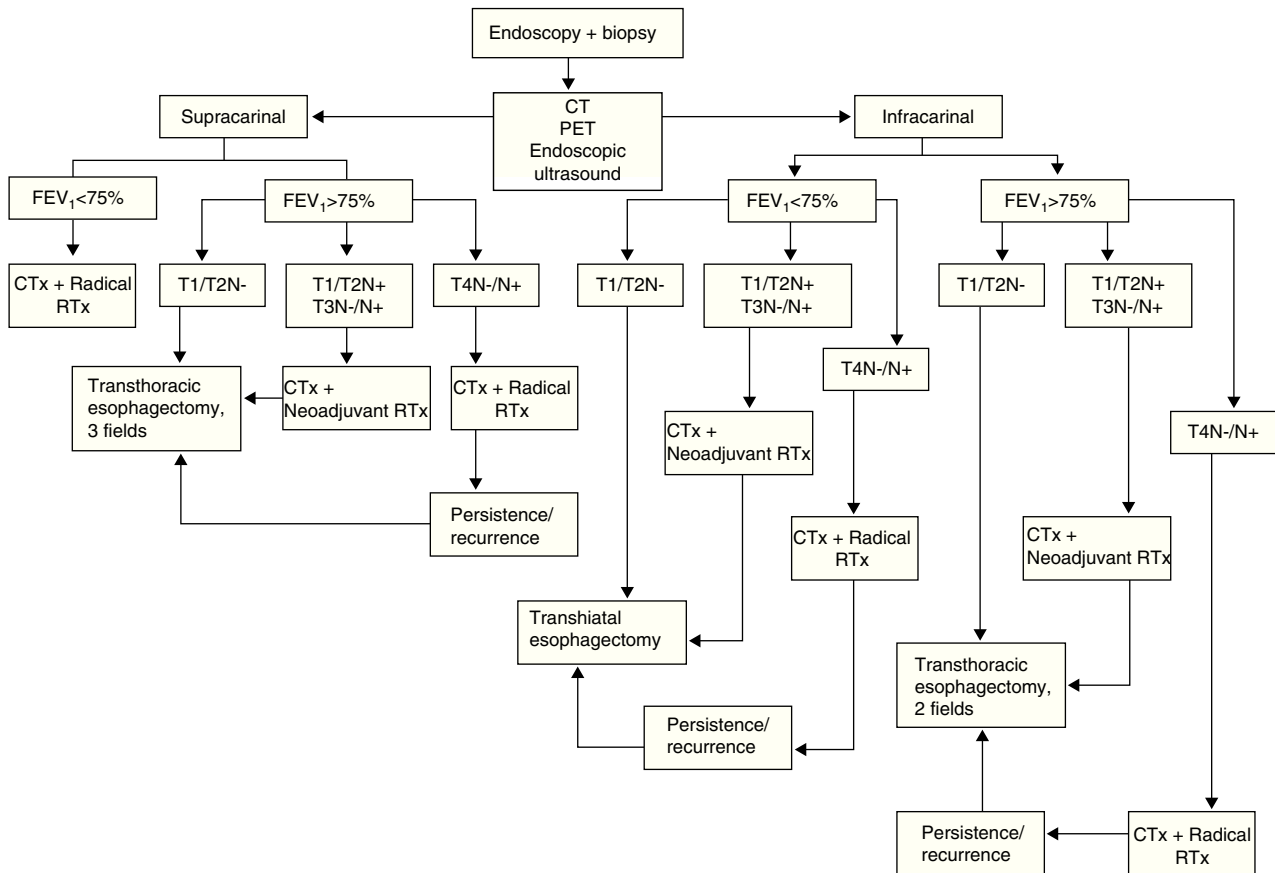 Endoscopy + biopsy
CT
PET
Endoscopic
ultrasound
Supracarinal
Infracarinal
FEV1<75%
FEV1>75%
FEV1<75%
FEV1>75%
CTx + Radical
RTx
T1/T2N-
T1/T2N+
T3N-/N+
T4N-/N+
T1/T2N-
T1/T2N+
T3N-/N+
T4N-/N+
T1/T2N-
T1/T2N+
T3N-/N+
T4N-/N+
Transthoracic
esophagectomy,
3 fields
CTx +
Neoadjuvant RTx
CTx + Radical
RTx
Persistence/
recurrence
CTx +
Neoadjuvant RTx
CTx + Radical
RTx
Transhiatal
esophagectomy
Persistence/
recurrence
CTx +
Neoadjuvant RTx
Transthoracic
esophagectomy,
2 fields
Persistence/
recurrence
CTx + Radical
RTx